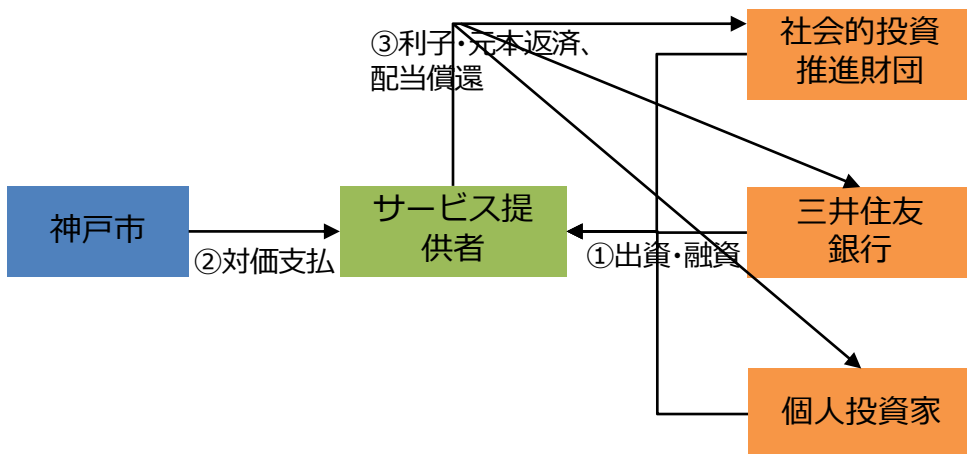 ③利子・元本返済、
配当償還
社会的投資
推進財団
神戸市
②対価支払
サービス提
供者
①出資・融資
三井住友
銀行
個人投資家